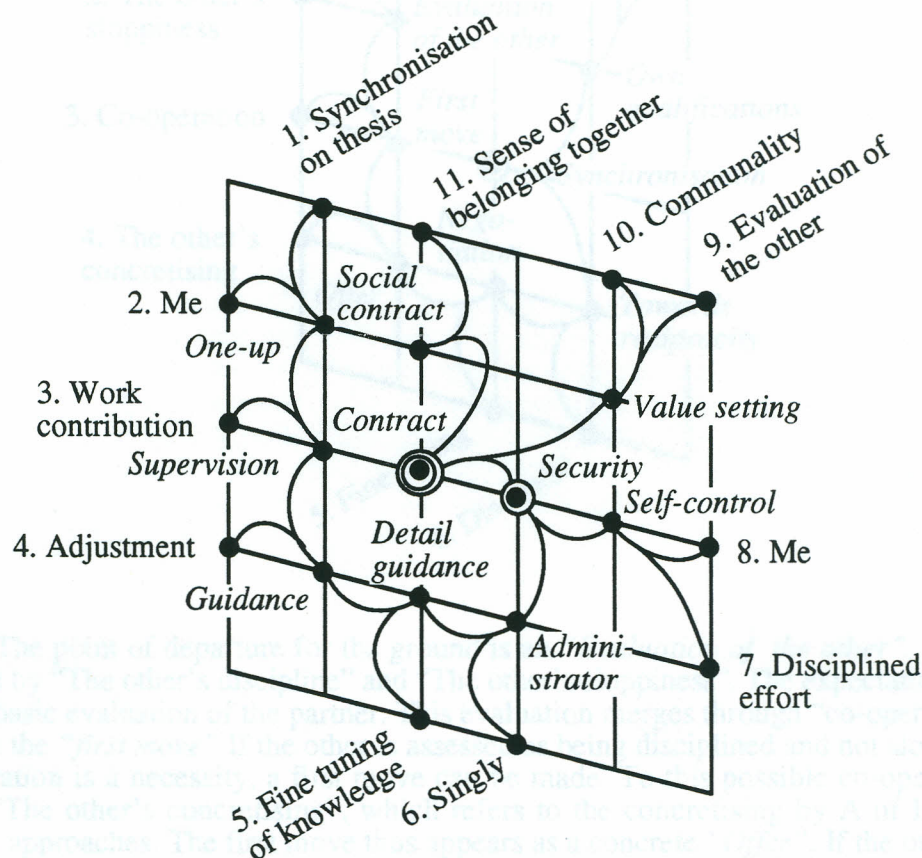 1. Synchronisation
on thesis
11. Sense of
belonging together
10. Communality
9. Evaluation of
the other
2. Me
Social
contract
One-up
3. Work
contribution
Contract
Value setting
Supervision
Security
Self-control
4. Adjustment
Detail
guidance
8. Me
Guidance
Admini-
strator
7. Disciplined
effort
5. Fine tuning
of knowledge
6. Singly